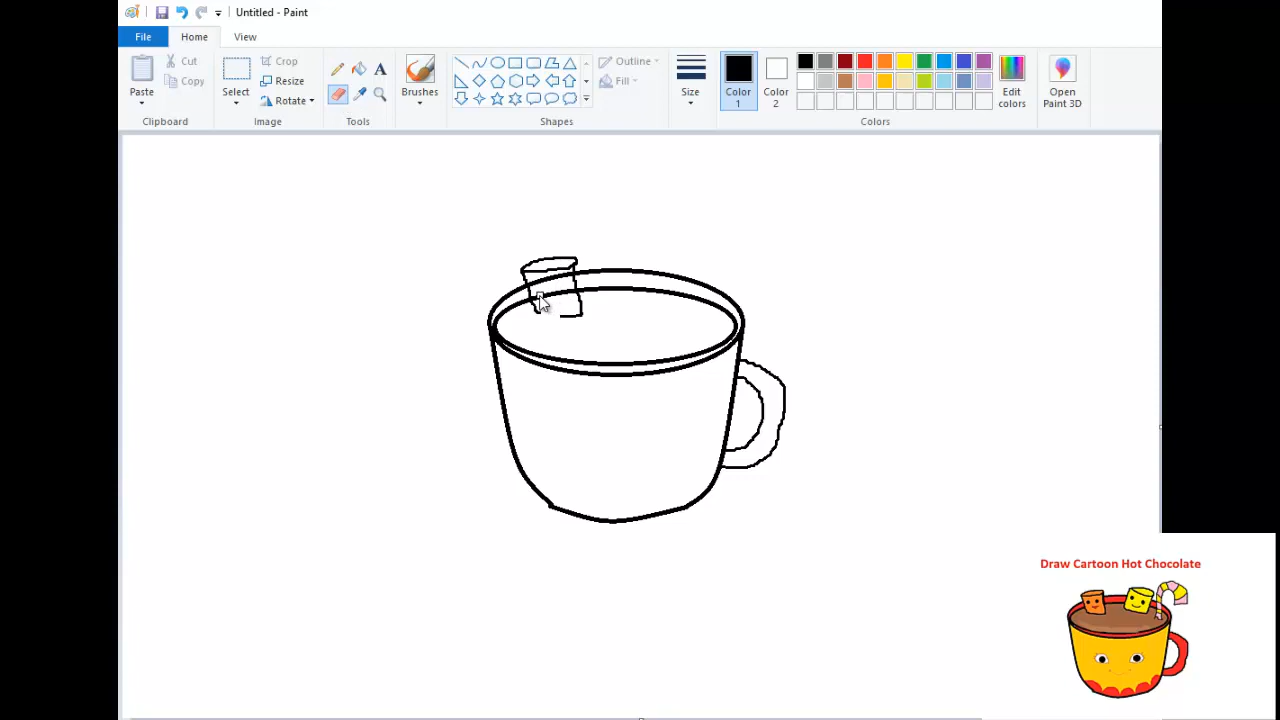 Untitled - Paint
File Home View
Paste
Cut
Copy
Clipboard
Select
Crop
Resize
Rotate
Image
A
Tools
Brushes
Outline
Fill
Shapes
Size
Color 1
Color 2
Edit colors
Colors
Open Paint 3D
Draw Cartoon Hot Chocolate